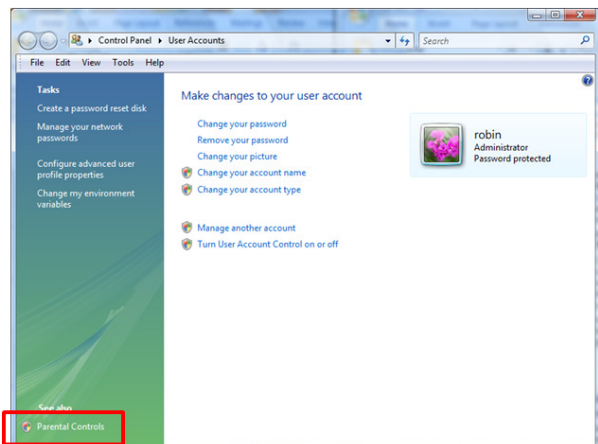 Control Panel ▸ User Accounts
Search
File Edit View Tools Help
Tasks
Create a password reset disk
Manage your network
passwords
Configure advanced user
profile properties
Change my environment
variables
See also
Parental Controls
Make changes to your user account
Change your password
Remove your password
Change your picture
Change your account name
Change your account type
Manage another account
Turn User Account Control on or off
robin
Administrator
Password protected